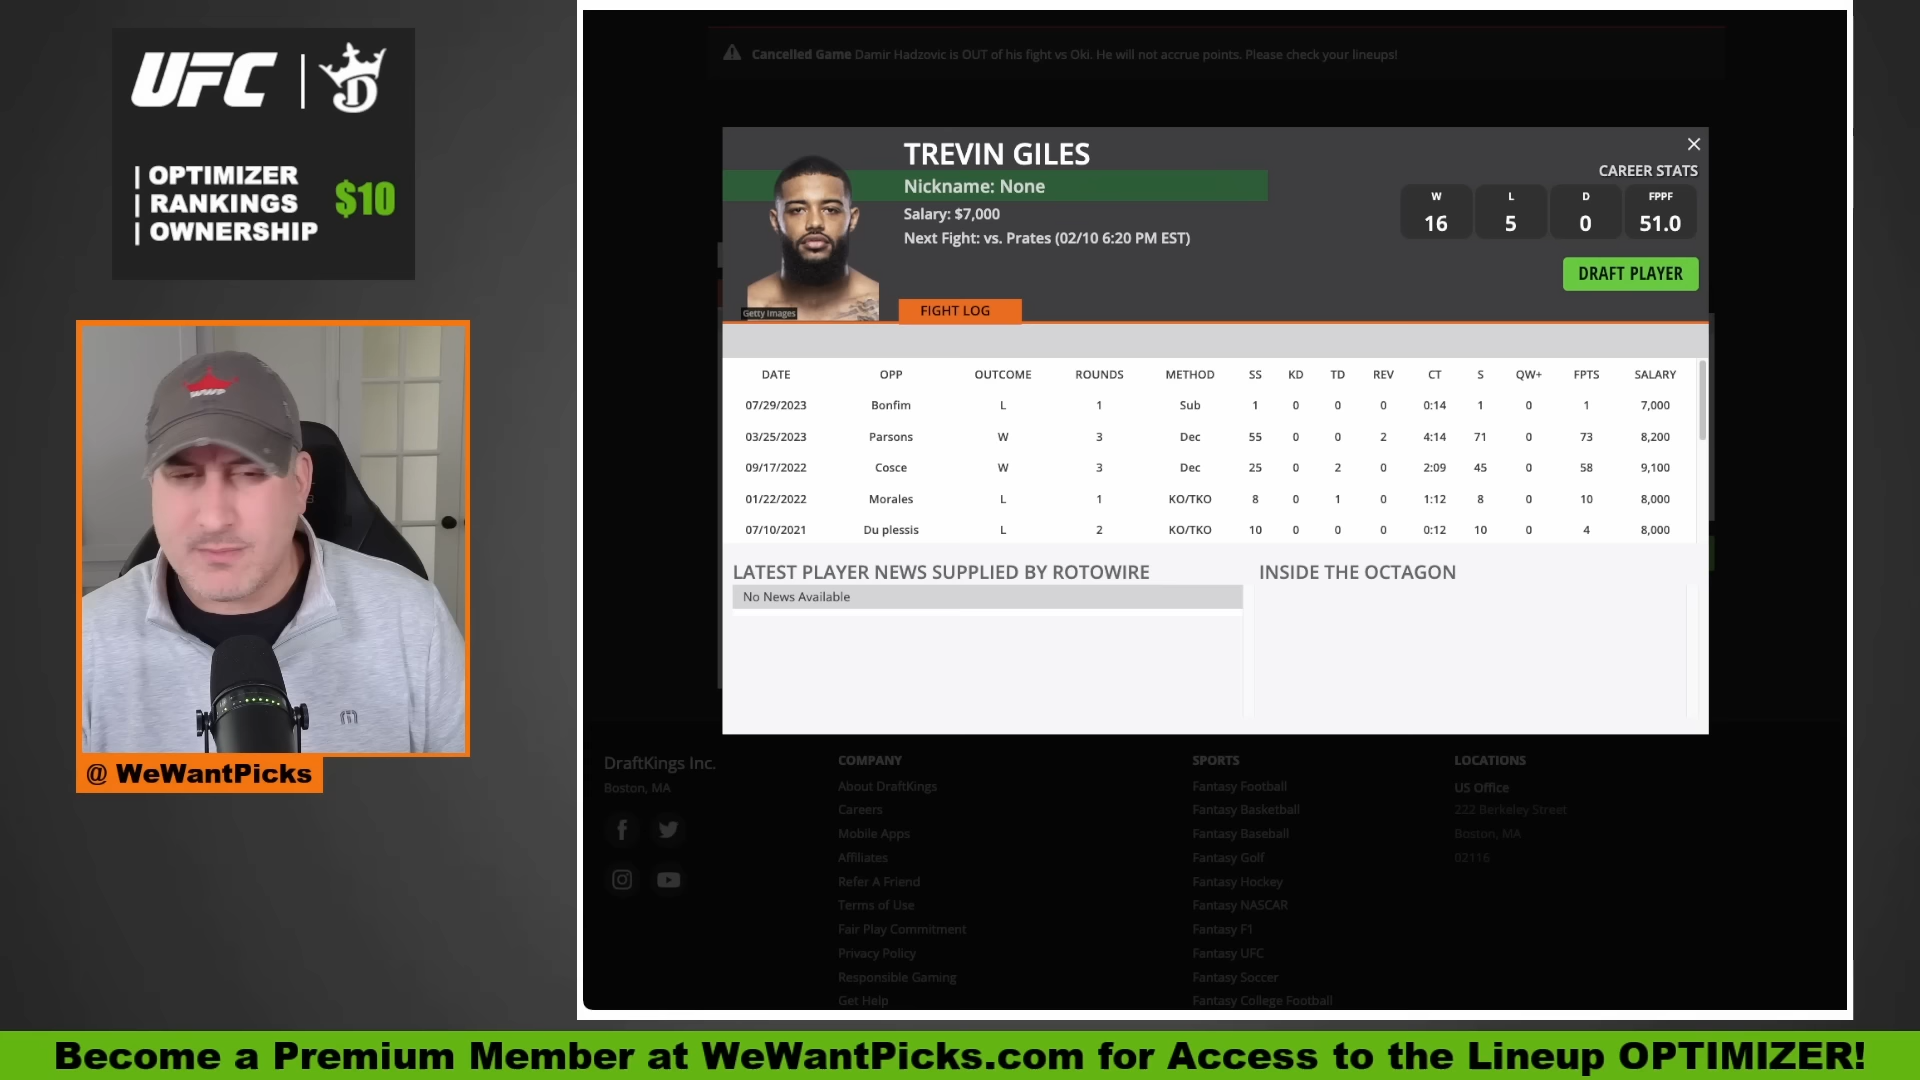 UFC
OPTIMIZER
RANKINGS
OWNERSHIP
$10
WWP
@ WeWantPicks
Cancelled Game Damir Hadzovic is OUT of his fight vs Oki. He will not accrue points. Please check your lineups!
TREVIN GILES
Nickname: None
Salary: $7,000
Next Fight: vs. Prates (02/10 6:20 PM EST)
Getty Images
CAREER STATS
W L D FPPF
16 5 0 51.0
DRAFT PLAYER
FIGHT LOG
DATE OPP OUTCOME ROUNDS METHOD SS KD TD REV CT S QW+ FPTS SALARY
07/29/2023 Bonfim L 1 Sub 1 0 0 0 0:14 1 0 1 7,000
03/25/2023 Parsons W 3 Dec 55 0 0 2 4:14 71 0 73 8,200
09/17/2022 Cosce W 3 Dec 25 0 2 0 2:09 45 0 58 9,100
01/22/2022 Morales L 1 KO/TKO 8 0 1 0 1:12 8 0 10 8,000
07/10/2021 Du plessis L 2 KO/TKO 10 0 0 0 0:12 10 0 4 8,000
LATEST PLAYER NEWS SUPPLIED BY ROTOWIRE
No News Available
INSIDE THE OCTAGON
DraftKings Inc.
Boston, MA
COMPANY
About DraftKings
Careers
Mobile Apps
Affiliates
Refer A Friend
Terms of Use
Fair Play Commitment
Privacy Policy
Responsible Gaming
Get Help
SPORTS
Fantasy Football
Fantasy Basketball
Fantasy Baseball
Fantasy Golf
Fantasy Hockey
Fantasy NASCAR
Fantasy F1
Fantasy UFC
Fantasy Soccer
Fantasy College Football
LOCATIONS
US Office
222 Berkeley Street
Boston, MA
02116
Become a Premium Member at WeWantPicks.com for Access to the Lineup OPTIMIZER!